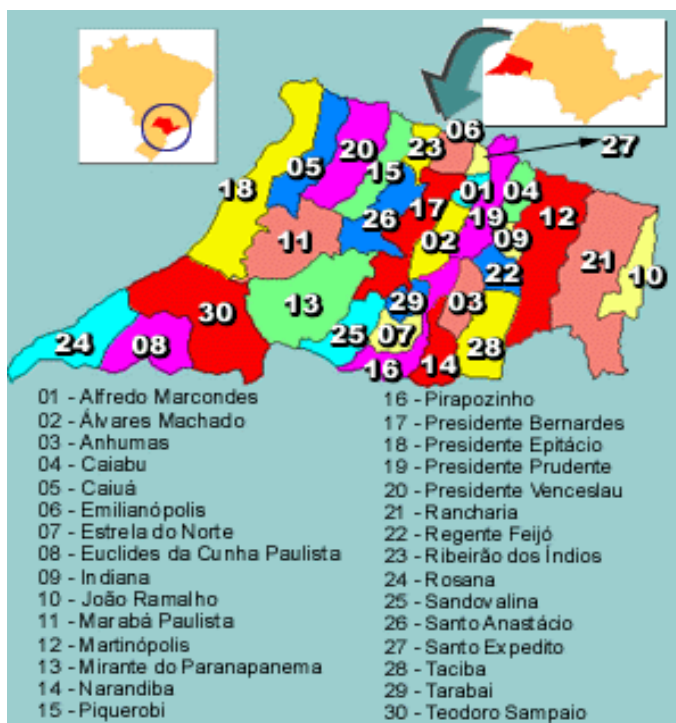 06
23
27
20
05
15
01
04
18
17
12
26
19
02
09
11
21
22
10
13
29
03
30
25
07
28
24
08
16
14
01 - Alfredo Marcondes
02 - Álvares Machado
03 - Anhumas
04 - Caiabu
05 - Caiuá
06 - Emilianópolis
07 - Estrela do Norte
08 - Euclides da Cunha Paulista
09 - Indiana
10 - João Ramalho
11 - Marabá Paulista
12 - Martinópolis
13 - Mirante do Paranapanema
14 - Narandiba
15 - Piquerobi
16 - Pirapozinho
17 - Presidente Bernardes
18 - Presidente Epitácio
19 - Presidente Prudente
20 - Presidente Venceslau
21 - Rancharia
22 - Regente Feijó
23 - Ribeirão dos Índios
24 - Rosana
25 - Sandovalina
26 - Santo Anastácio
27 - Santo Expedito
28 - Taciba
29 - Tarabai
30 - Teodoro Sampaio